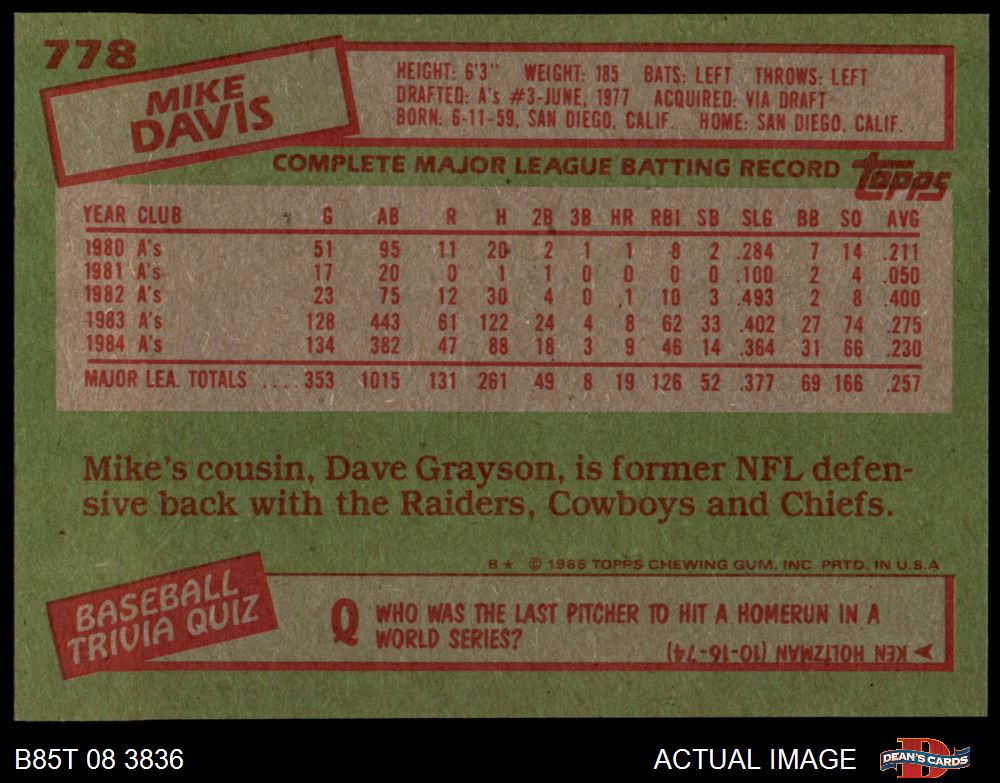 778
MIKE
DAVIS
HEIGHT: 6'3" WEIGHT: 185 BATS: LEFT THROWS: LEFT
DRAFTED: A's #3-JUNE, 1977 ACQUIRED: VIA DRAFT
BORN: 6-11-59, SAN DIEGO, CALIF. HOME: SAN DIEGO, CALIF.
COMPLETE MAJOR LEAGUE BATTING RECORD topps
YEAR CLUB G AB R H 2B 3B HR RBI SB SLG BB SO AVG
1980 A's 51 95 11 20 2 1 1 8 2 .284 7 14 .211
1981 A's 17 20 0 1 1 0 0 0 0 .100 2 4 .050
1982 A's 23 75 12 30 4 0 1 10 3 .493 2 8 .400
1983 A's 128 443 61 122 24 4 8 62 33 .402 27 74 .275
1984 A's 134 382 47 88 18 3 9 46 14 .364 31 66 .230
MAJOR LEA. TOTALS .... 353 1015 131 261 49 8 19 126 52 .377 69 166 .257
Mike's cousin, Dave Grayson, is former NFL defen-
sive back with the Raiders, Cowboys and Chiefs.
B* © 1985 TOPPS CHEWING GUM, INC. PRTD. IN U.S.A
BASEBALL
TRIVIA QUIZ
Q WHO WAS THE LAST PITCHER TO HIT A HOMERUN IN A
WORLD SERIES?
KEN HOLTZMAN (10-16-74)
B85T 08 3836
ACTUAL IMAGE
DEAN'S CARDS